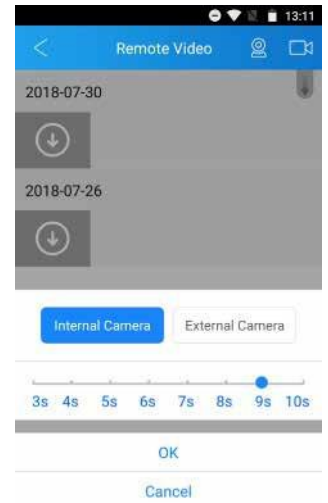 13:11
Remote Video
2018-07-30
2018-07-26
Internal Camera External Camera
3s 4s 5s 6s 7s 8s 9s 10s
OK
Cancel